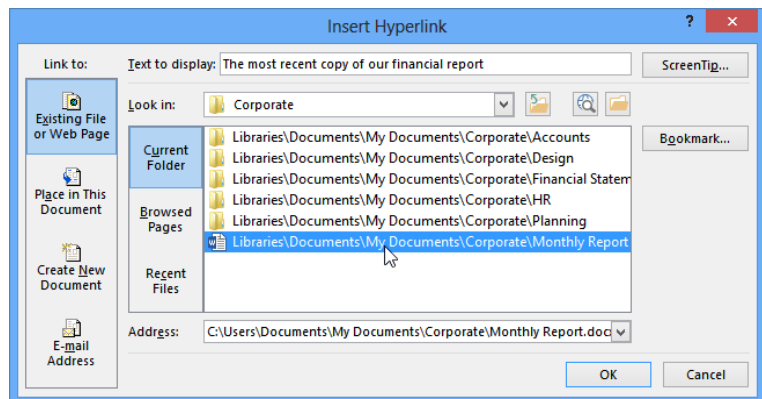 Insert Hyperlink
?
Link to:
Text to display: The most recent copy of our financial report
ScreenTip...
Existing File
or Web Page
Look in: Corporate
Bookmark...
Current
Folder
Libraries\Documents\My Documents\Corporate\Accounts
Libraries\Documents\My Documents\Corporate\Design
Libraries\Documents\My Documents\Corporate\Financial Statem
Libraries\Documents\My Documents\Corporate\HR
Libraries\Documents\My Documents\Corporate\Planning
Libraries\Documents\My Documents\Corporate\Monthly Report
Place in This
Document
Browsed
Pages
Create New
Document
Recent
Files
E-mail
Address
Address: C:\Users\Documents\My Documents\Corporate\Monthly Report.doc
OK
Cancel